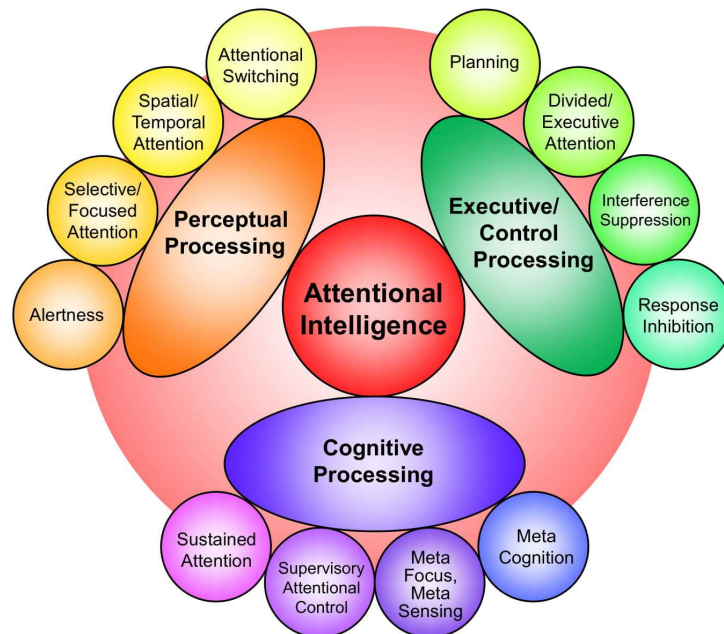 Attentional
Switching
Spatial/
Temporal
Attention
Selective/
Focused
Attention
Alertness
Perceptual
Processing
Planning
Divided/
Executive
Attention
Interference
Suppression
Response
Inhibition
Executive/
Control
Processing
Attentional
Intelligence
Cognitive
Processing
Sustained
Attention
Supervisory
Attentional
Control
Meta
Focus,
Meta
Sensing
Meta
Cognition